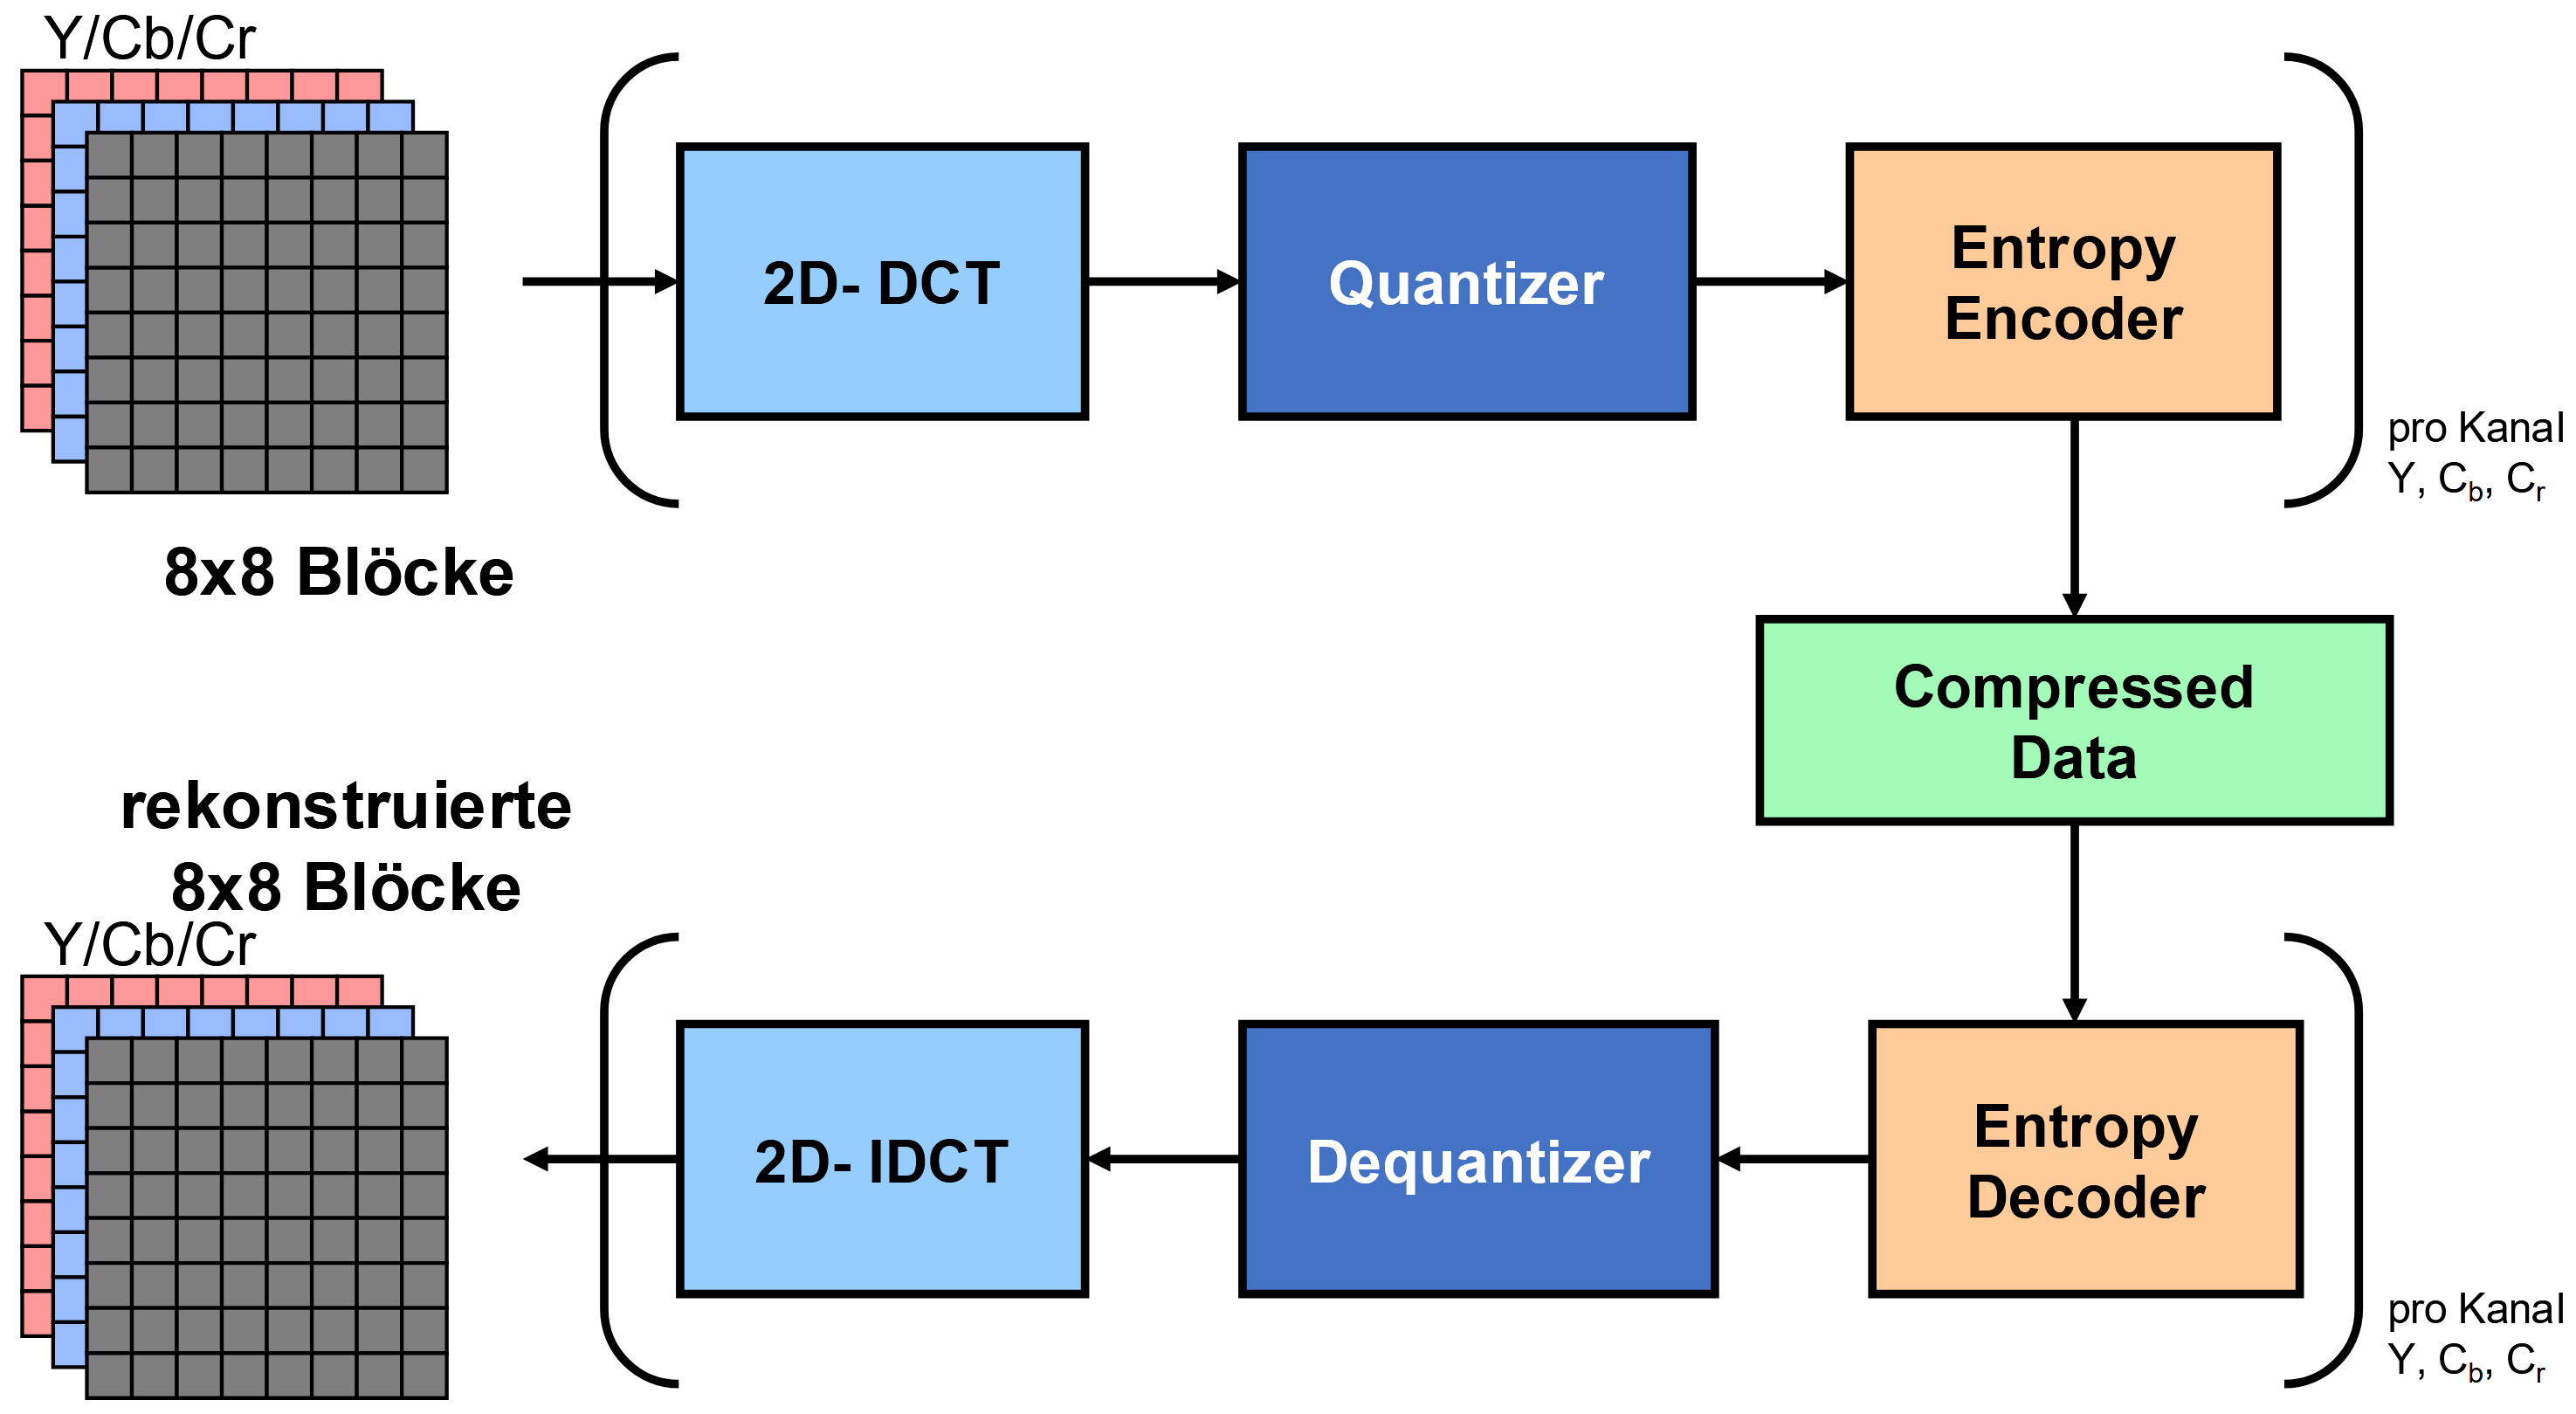 Y/Cb/Cr
2D- DCT
Quantizer
Entropy
Encoder
pro Kanal
Y, Cb, Cr
8x8 Blöcke
Compressed
Data
rekonstruierte
8x8 Blöcke
Y/Cb/Cr
2D- IDCT
Dequantizer
Entropy
Decoder
pro Kanal
Y, Cb, Cr